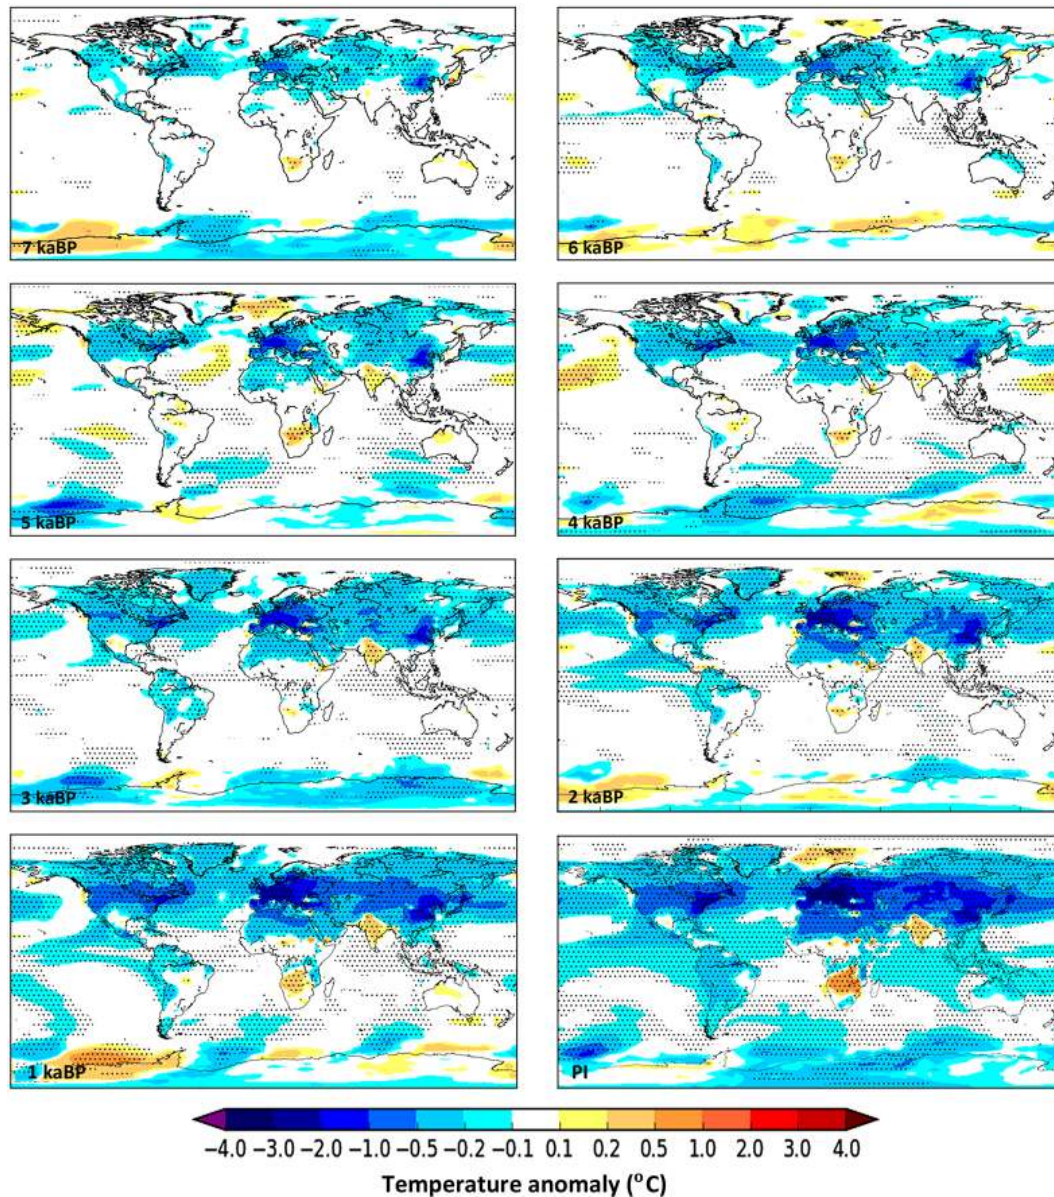 7 kaBP
6 kaBP
5 kaBP
4 kaBP
3 kaBP
2 kaBP
1 kaBP
PI
−4.0 −3.0 −2.0 −1.0 −0.5 −0.2 −0.1 0.1 0.2 0.5 1.0 2.0 3.0 4.0
Temperature anomaly (°C)